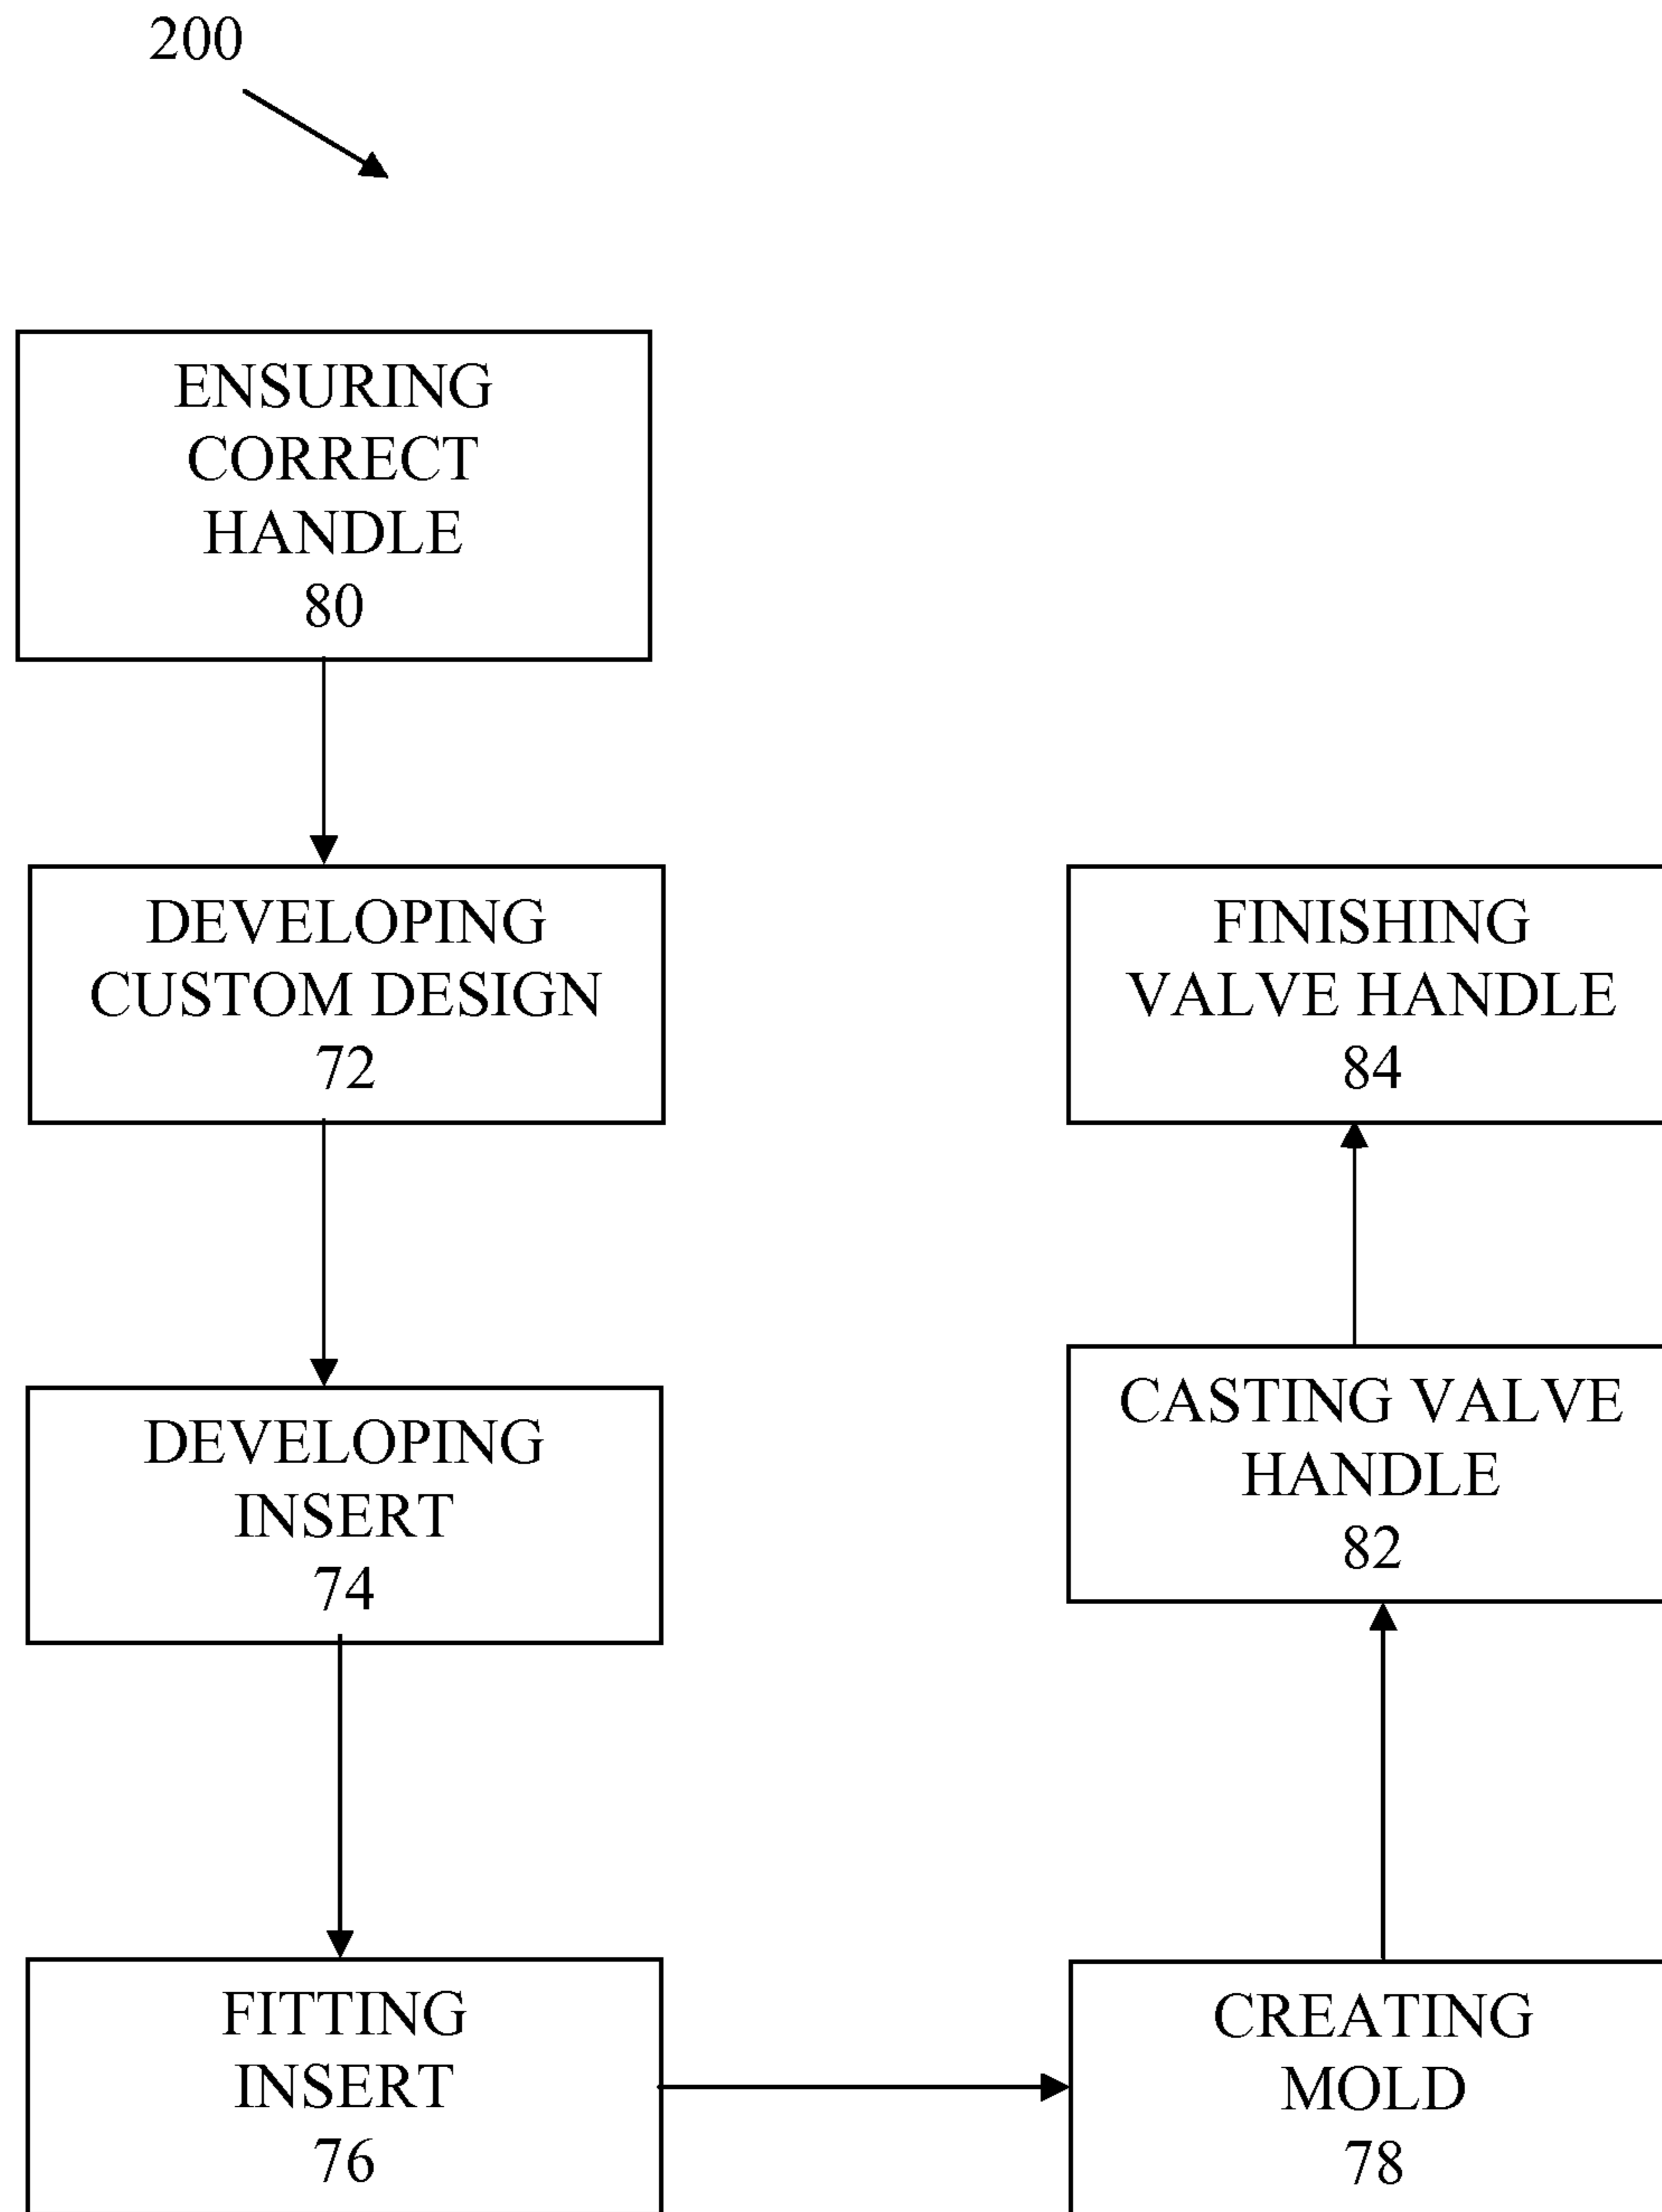 200
ENSURING
CORRECT
HANDLE
80
DEVELOPING
CUSTOM DESIGN
72
DEVELOPING
INSERT
74
FITTING
INSERT
76
CREATING
MOLD
78
CASTING VALVE
HANDLE
82
FINISHING
VALVE HANDLE
84